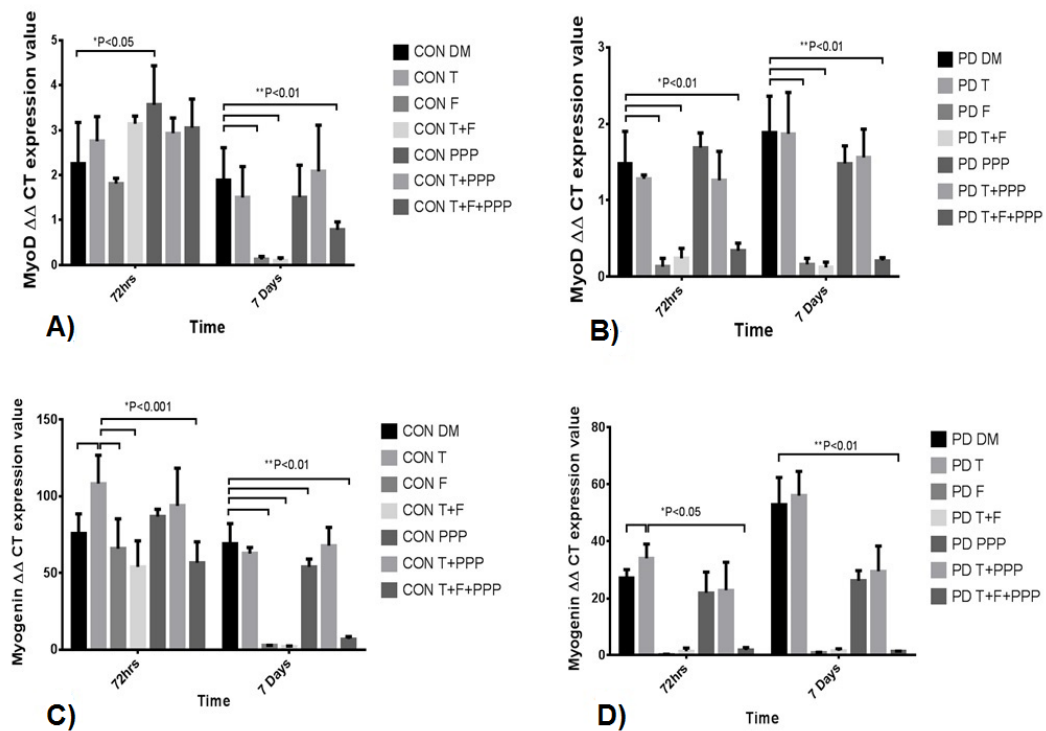 MyoD ΔΔ CT expression value
5
4
3
2
1
0
*P<0.05
**P<0.01
72hrs
7 Days
Time
CON DM
CON T
CON F
CON T+F
CON PPP
CON T+PPP
CON T+F+PPP
A)
MyoD ΔΔ CT expression value
3
2
1
0
*P<0.01
**P<0.01
72hrs
7 Days
Time
PD DM
PD T
PD F
PD T+F
PD PPP
PD T+PPP
PD T+F+PPP
B)
Myogenin ΔΔ CT expression value
150
100
50
0
*P<0.001
**P<0.01
72hrs
7 Days
Time
CON DM
CON T
CON F
CON T+F
CON PPP
CON T+PPP
CON T+F+PPP
C)
Myogenin ΔΔ CT expression value
80
60
40
20
0
*P<0.05
**P<0.01
72hrs
7 Days
Time
PD DM
PD T
PD F
PD T+F
PD PPP
PD T+PPP
PD T+F+PPP
D)